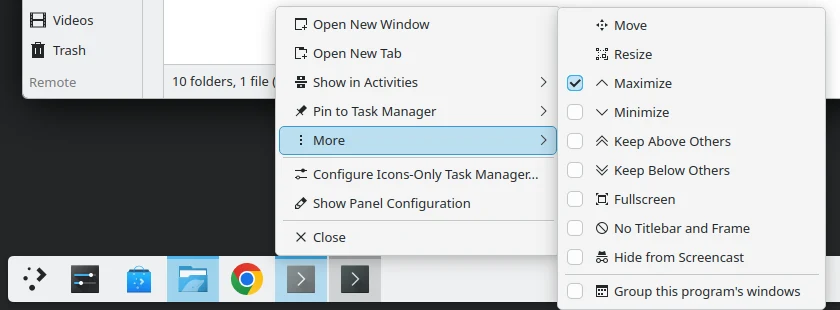 Videos
Trash
Remote
10 folders, 1 file (
Open New Window
Open New Tab
Show in Activities
Pin to Task Manager
More
Configure Icons-Only Task Manager...
Show Panel Configuration
Close
Move
Resize
Maximize
Minimize
Keep Above Others
Keep Below Others
Fullscreen
No Titlebar and Frame
Hide from Screencast
Group this program's windows